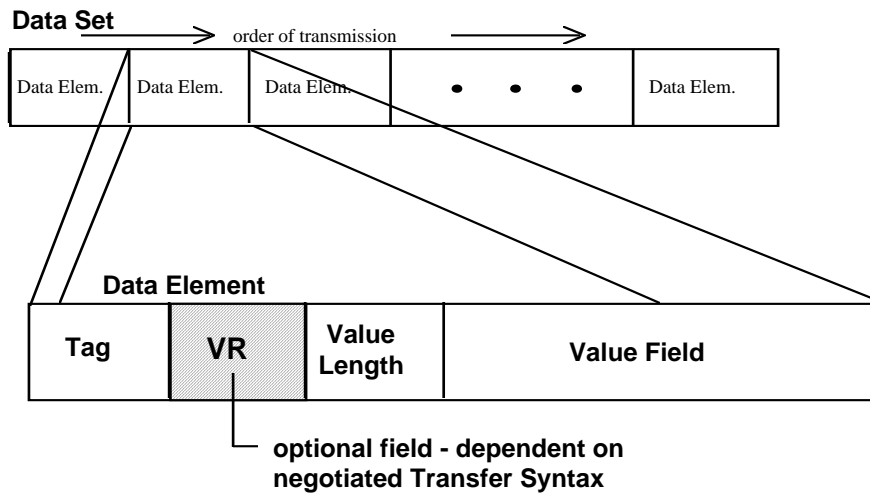 Data Set
order of transmission
Data Elem. Data Elem. Data Elem. • • • Data Elem.
Data Element
Tag VR Value Length Value Field
optional field - dependent on
negotiated Transfer Syntax